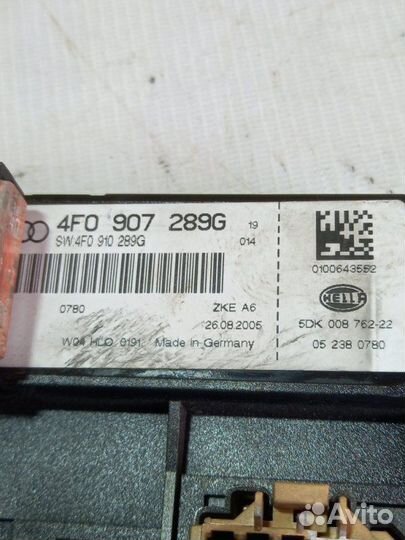 4F0 907 289G 19
SW:4F0 910 289G 014
0100643552
0780 ZKE A6
HELLA
26.08.2005 5DK 008 762-22
W04 HLO 0191 Made in Germany 05 238 0780
Avito